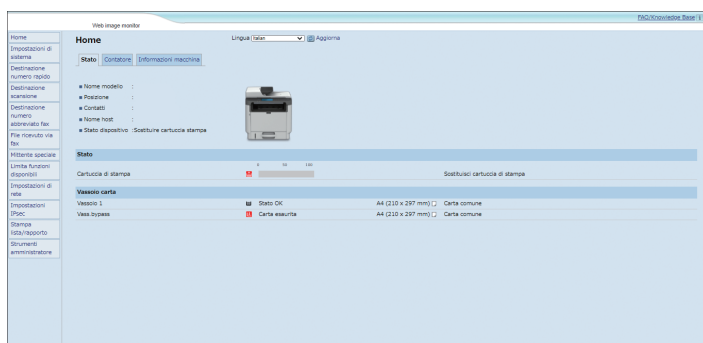 FAQ/Knowledge Base
Web image monitor
Home
Impostazioni di
sistema
Destinazione
numero rapido
Destinazione
scansione
Destinazione
numero
abbreviato fax
File ricevuto via
fax
Mittente speciale
Limita funzioni
disponibili
Impostazioni di
rete
Impostazioni
IPsec
Stampa
lista/rapporto
Strumenti
amministratore
Home
Lingua Italian Aggiorna
Stato Contatore Informazioni macchina
Nome modello :
Posizione :
Contatti :
Nome host :
Stato dispositivo :Sostituire cartuccia stampa
Stato
0 50 100
Cartuccia di stampa Sostituisci cartuccia di stampa
Vassoio carta
Vassoio 1 Stato OK A4 (210 x 297 mm) Carta comune
Vass.bypass Carta esaurita A4 (210 x 297 mm) Carta comune